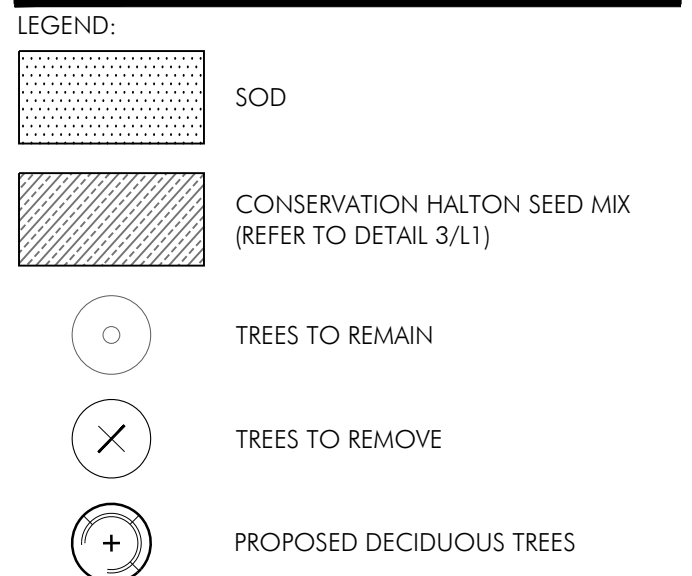 LEGEND:
SOD
CONSERVATION HALTON SEED MIX
(REFER TO DETAIL 3/L1)
TREES TO REMAIN
TREES TO REMOVE
PROPOSED DECIDUOUS TREES